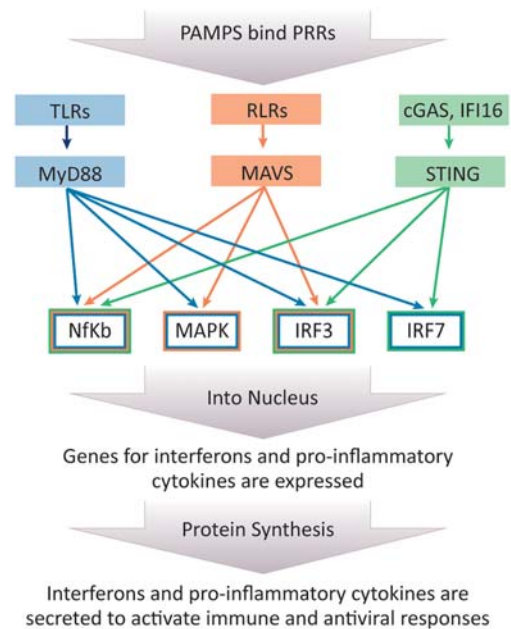 PAMPS bind PRRs
TLRs
RLRs
cGAS, IFI16
MyD88
MAVS
STING
NfKb
MAPK
IRF3
IRF7
Into Nucleus
Genes for interferons and pro-inflammatory
cytokines are expressed
Protein Synthesis
Interferons and pro-inflammatory cytokines are
secreted to activate immune and antiviral responses